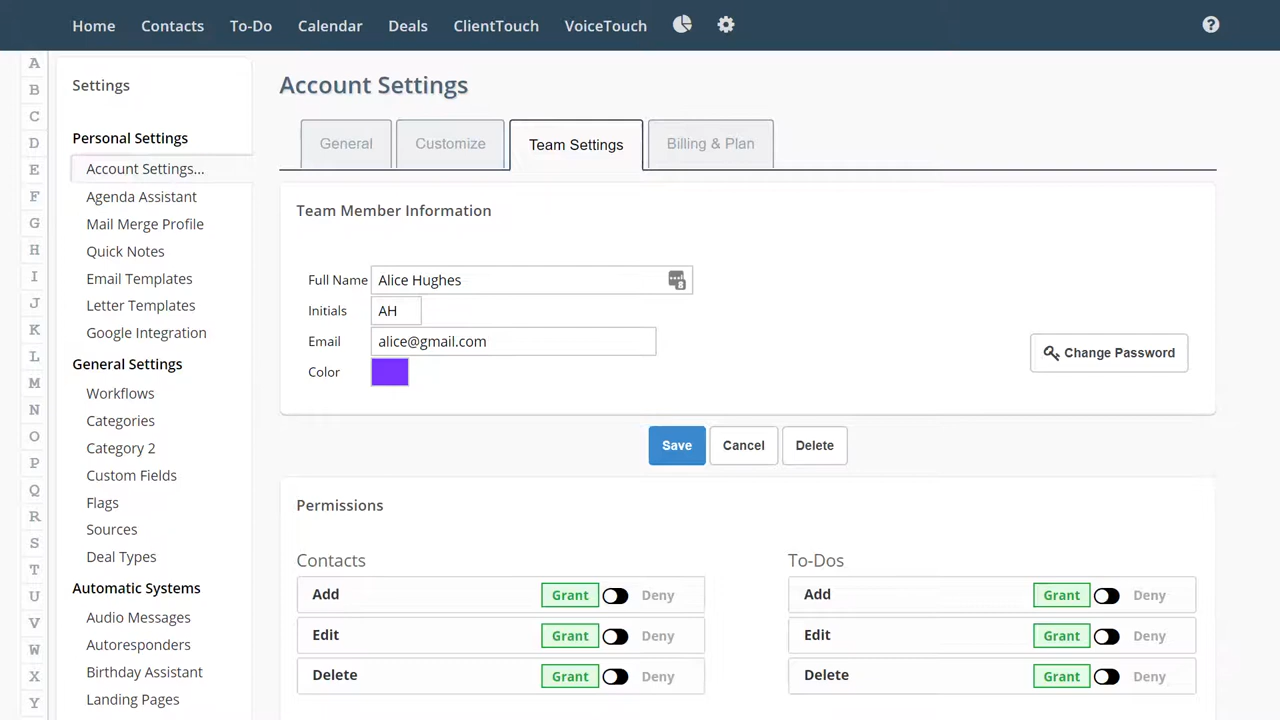 Home Contacts To-Do Calendar Deals ClientTouch VoiceTouch ?
A
B
C
D
E
F
G
H
I
J
K
L
M
N
O
P
Q
R
S
T
U
V
W
X
Y
Settings
Personal Settings
Account Settings...
Agenda Assistant
Mail Merge Profile
Quick Notes
Email Templates
Letter Templates
Google Integration
General Settings
Workflows
Categories
Category 2
Custom Fields
Flags
Sources
Deal Types
Automatic Systems
Audio Messages
Autoresponders
Birthday Assistant
Landing Pages
Account Settings
General Customize Team Settings Billing & Plan
Team Member Information
Full Name Alice Hughes 8
Initials AH
Email alice@gmail.com
Color
Change Password
Save Cancel Delete
Permissions
Contacts
Add Grant Deny
Edit Grant Deny
Delete Grant Deny
To-Dos
Add Grant Deny
Edit Grant Deny
Delete Grant Deny